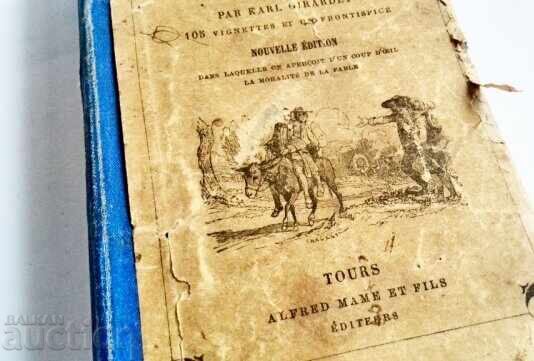 PAR KARL GIRARDET
105 VIGNETTES ET UN FRONTISPICE
NOUVELLE ÉDITION
DANS LAQUELLE ON APERÇOIT D'UN COUP D'ŒIL
LA MORALITÉ DE LA FABLE
TOURS
ALFRED MAME ET FILS
ÉDITEURS
BALKAN
auction